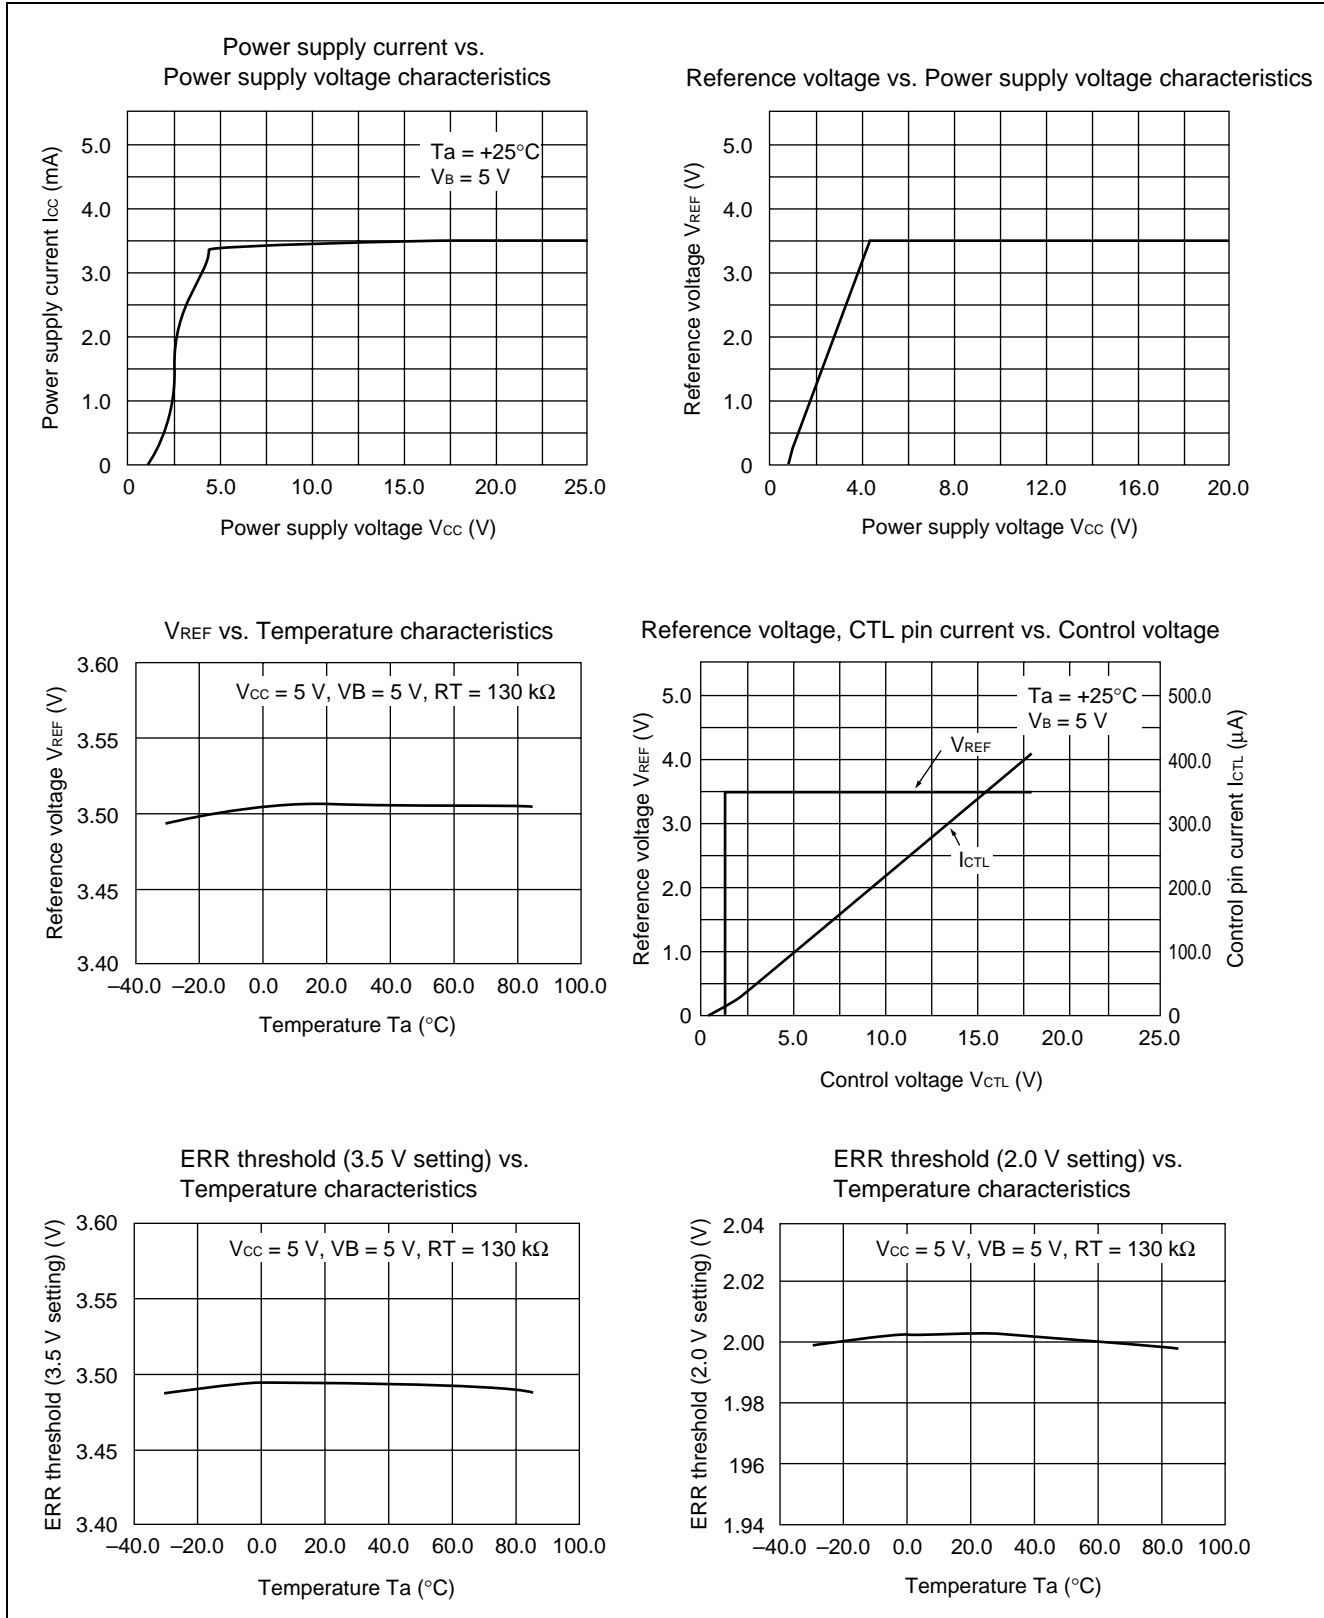 Power supply current vs.
Power supply voltage characteristics
Power supply current ICC (mA)
5.0
4.0
3.0
2.0
1.0
0
Ta = +25°C
VB = 5 V
0 5.0 10.0 15.0 20.0 25.0
Power supply voltage VCC (V)
Reference voltage vs. Power supply voltage characteristics
Reference voltage VREF (V)
5.0
4.0
3.0
2.0
1.0
0
0 4.0 8.0 12.0 16.0 20.0
Power supply voltage VCC (V)
VREF vs. Temperature characteristics
Reference voltage VREF (V)
3.60
3.55
3.50
3.45
3.40
VCC = 5 V, VB = 5 V, RT = 130 kΩ
–40.0 –20.0 0.0 20.0 40.0 60.0 80.0 100.0
Temperature Ta (°C)
Reference voltage, CTL pin current vs. Control voltage
Reference voltage VREF (V)
5.0
4.0
3.0
2.0
1.0
0
Ta = +25°C
VB = 5 V
VREF
ICTL
500.0
400.0
300.0
200.0
100.0
0
Control pin current ICTL (μA)
0 5.0 10.0 15.0 20.0 25.0
Control voltage VCTL (V)
ERR threshold (3.5 V setting) vs.
Temperature characteristics
ERR threshold (3.5 V setting) (V)
3.60
3.55
3.50
3.45
3.40
VCC = 5 V, VB = 5 V, RT = 130 kΩ
–40.0 –20.0 0.0 20.0 40.0 60.0 80.0 100.0
Temperature Ta (°C)
ERR threshold (2.0 V setting) vs.
Temperature characteristics
ERR threshold (2.0 V setting) (V)
2.04
2.02
2.00
1.98
196
1.94
VCC = 5 V, VB = 5 V, RT = 130 kΩ
–40.0 –20.0 0.0 20.0 40.0 60.0 80.0 100.0
Temperature Ta (°C)